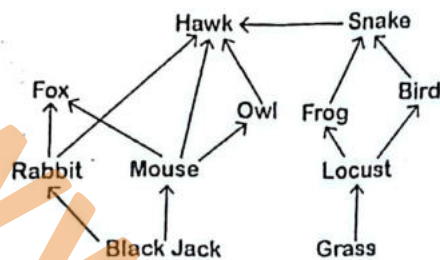 Hawk Snake
Fox Owl Frog Bird
Rabbit Mouse Locust
Black Jack Grass